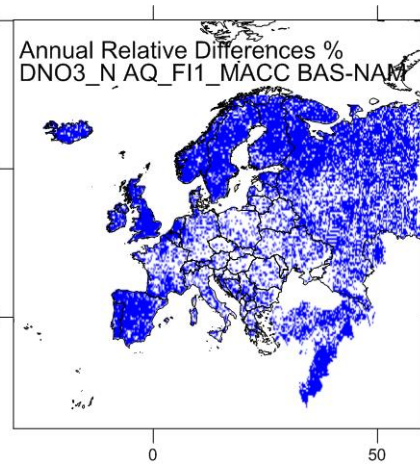 Annual Relative Differences %
DNO3_N AQ_FI1_MACC BAS-NAM
0
50